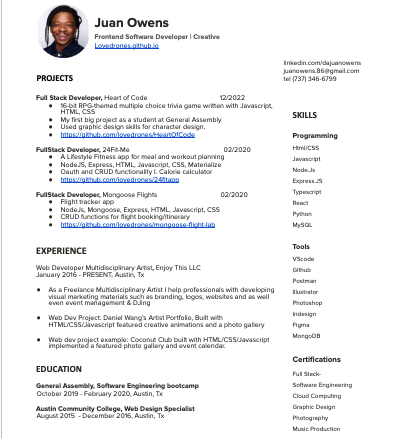 Juan Owens
Frontend Software Developer | Creative
Lovedrones.github.io
linkedin.com/dajuanowens
juanowens.86@gmail.com
tel (737) 346-6799
PROJECTS
Full Stack Developer, Heart of Code 12/2022
● 16-bit RPG-themed multiple choice trivia game written with Javascript,
HTML, CSS
● My first big project as a student at General Assembly
● Used graphic design skills for character design.
● https://github.com/lovedrones/HeartOfCode
FullStack Developer, 24Fit-Me 02/2020
● A Lifestyle Fitness app for meal and workout planning
● NodeJS, Express, HTML, Javascript, CSS, Materialize
● Oauth and CRUD functionality I. Calorie calculator
● https://github.com/lovedrones/24fitapp
FullStack Developer, Mongoose Flights 02/2020
● Flight tracker app
● NodeJs, Mongoose, Express, HTML, Javascript, CSS
● CRUD functions for flight booking/itinerary
● https://github.com/lovedrones/mongoose-flight-lab
EXPERIENCE
Web Developer Multidisciplinary Artist, Enjoy This LLC
January 2016 - PRESENT, Austin, Tx
● As a Freelance Multidisciplinary Artist I help professionals with developing
visual marketing materials such as branding, logos, websites and as well
even event management & DJing
● Web Dev Project: Daniel Wang's Artist Portfolio, Built with
HTML/CSS/Javascript featured creative animations and a photo gallery
● Web dev project example: Coconut Club built with HTML/CSS/Javascript
implemented a featured photo gallery and event calendar.
EDUCATION
General Assembly, Software Engineering bootcamp
October 2019 - February 2020, Austin, Tx
Austin Community College, Web Design Specialist
August 2015 - December 2016, Austin, Tx
SKILLS
Programming
Html/CSS
Javascript
Node.Js
Express.JS
Typescript
React
Python
MySQL
Tools
VScode
Github
Postman
Illustrator
Photoshop
Indesign
Figma
MongoDB
Certifications
Full Stack-
Software Engineering
Cloud Computing
Graphic Design
Photography
Music Production